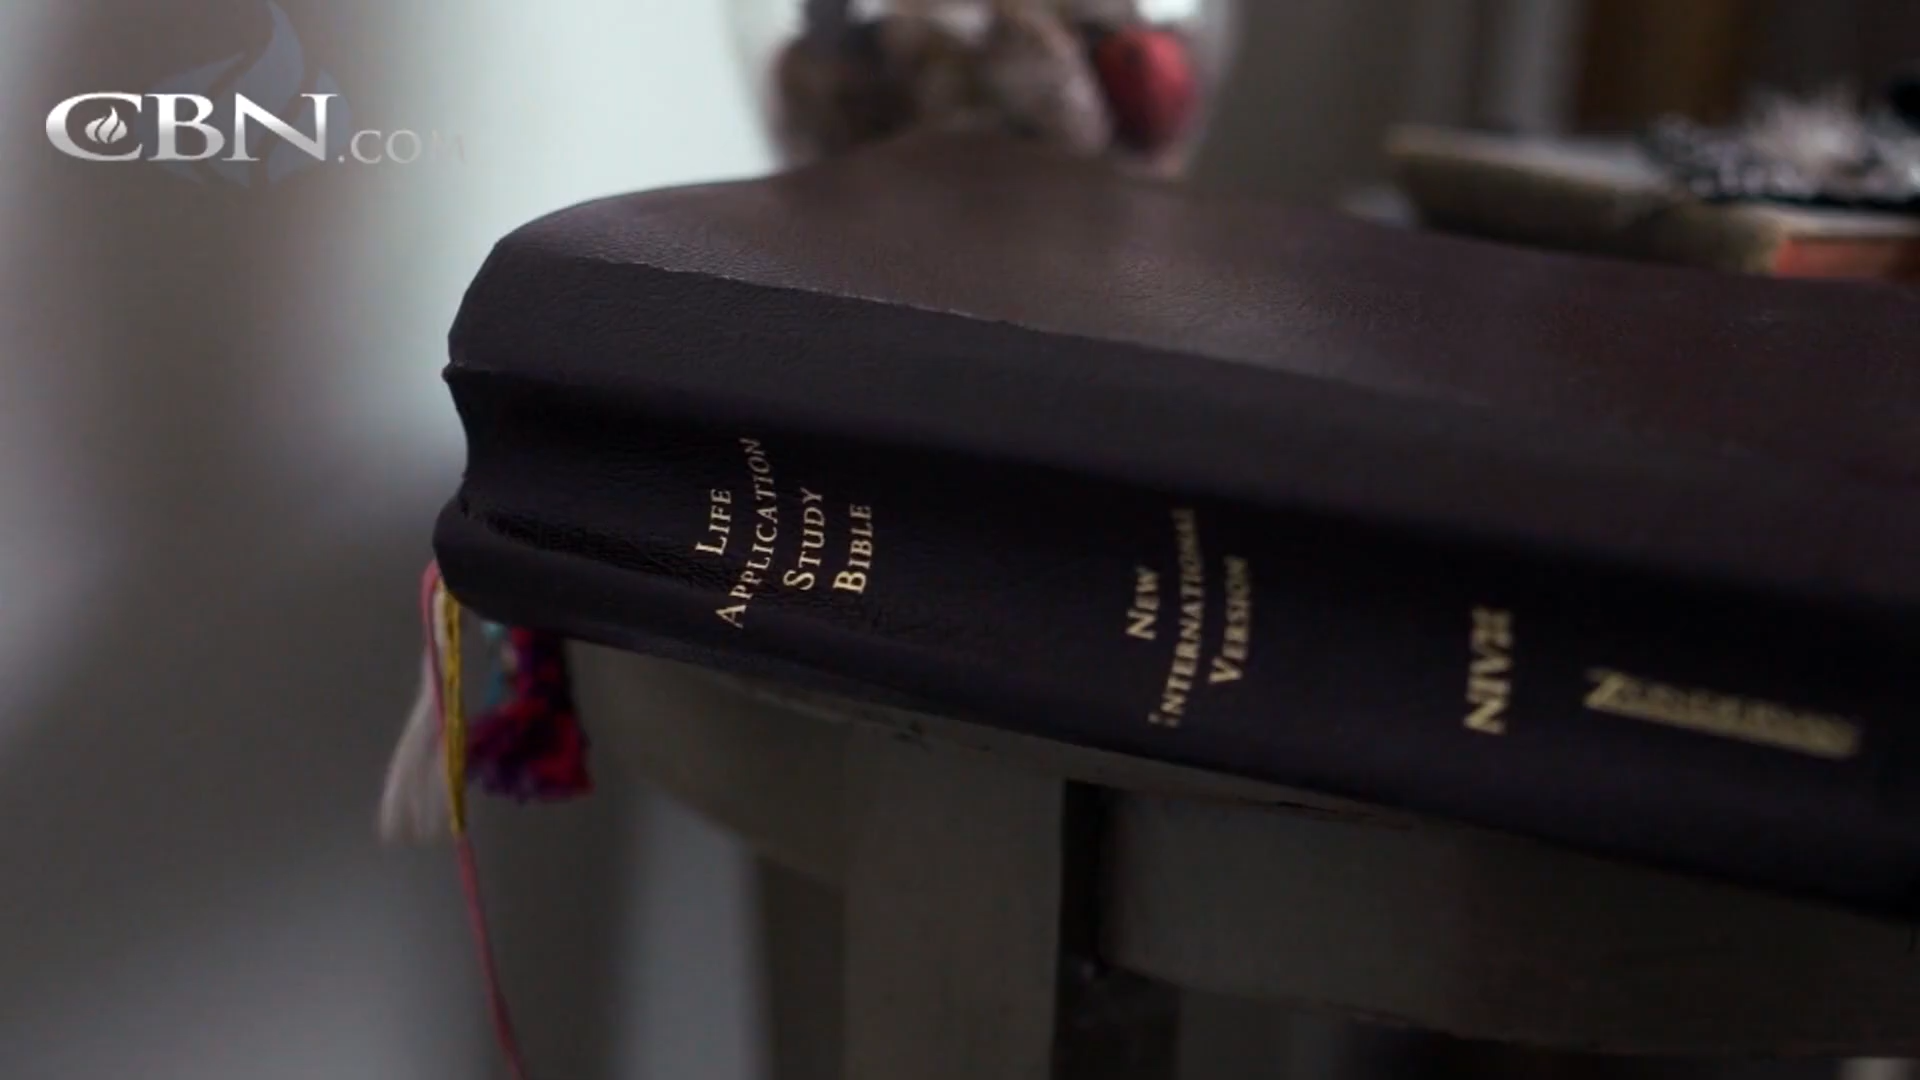 CBN.COM
LIFE
APPLICATION
STUDY
BIBLE
NEW
INTERNATIONAL
VERSION
NIV